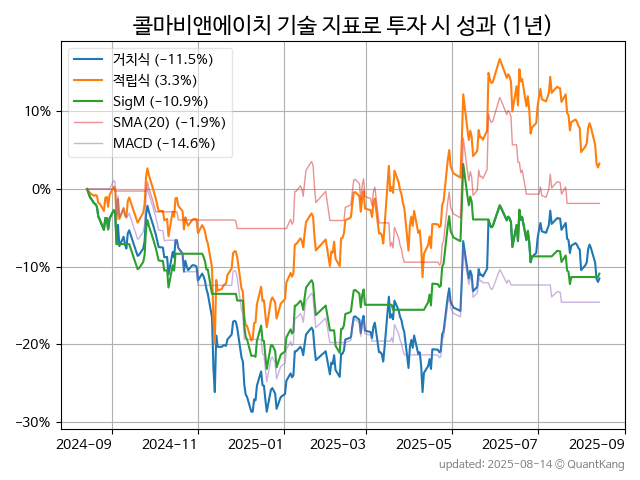 콜마비앤에이치 기술 지표로 투자 시 성과 (1년)
거치식 (−11.5%)
적립식 (3.3%)
SigM (−10.9%)
SMA(20) (−1.9%)
MACD (−14.6%)
10%
0%
−10%
−20%
−30%
2024-09 2024-11 2025-01 2025-03 2025-05 2025-07 2025-09
updated: 2025-08-14 © QuantKang